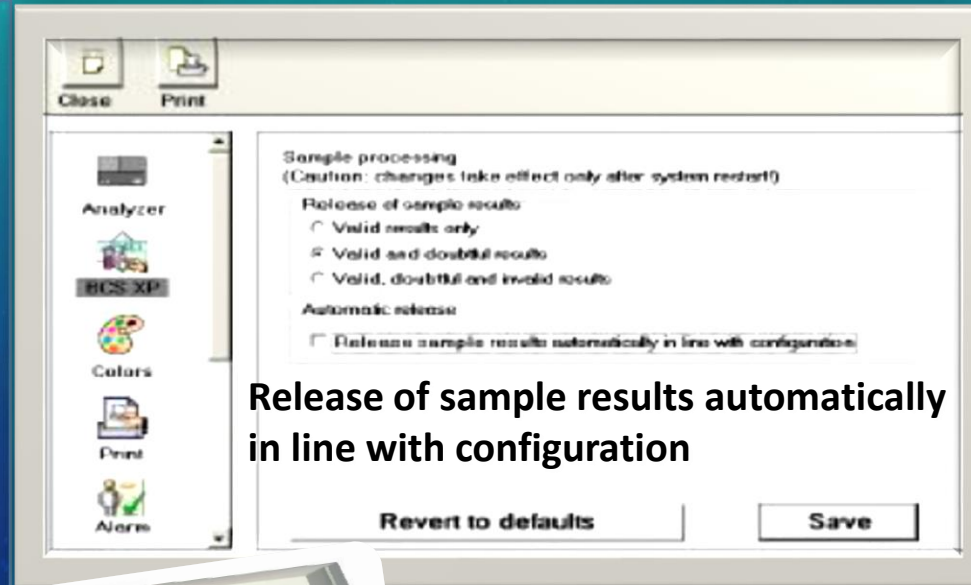 Close Print
Analyzer
BCS XP
Colors
Print
Alarm
Sample processing
(Caution: changes take effect only after system restart!)
Release of sample results
Valid results only
Valid and doubtful results
Valid, doubtful and invalid results
Automatic release
Release sample results automatically in line with configuration
Release of sample results automatically
in line with configuration
Revert to defaults Save